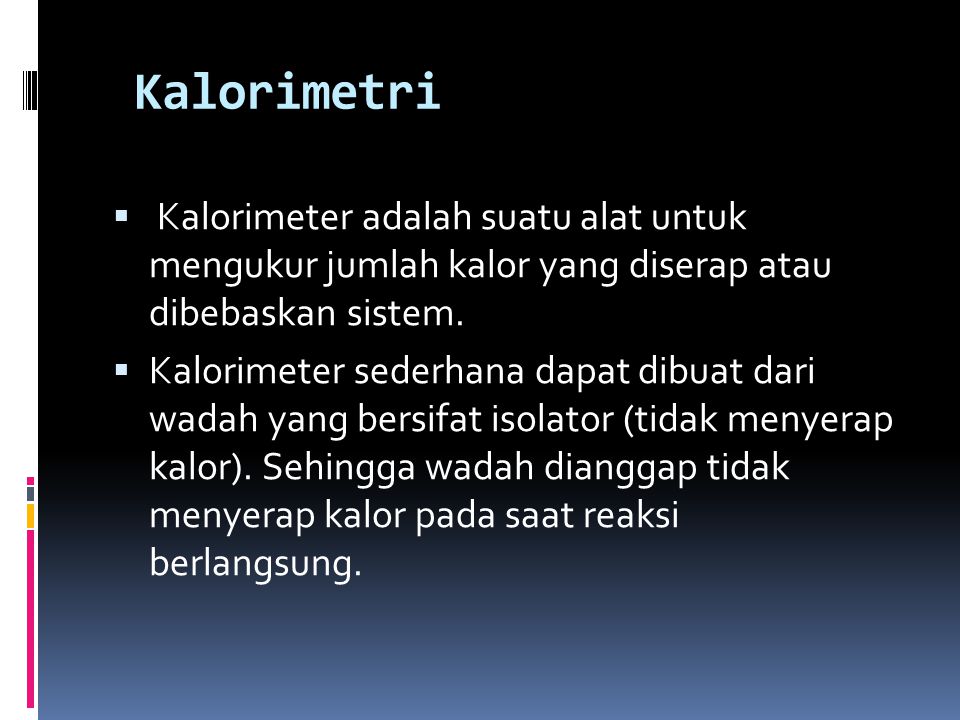 Kalorimetri
▪ Kalorimeter adalah suatu alat untuk
mengukur jumlah kalor yang diserap atau
dibebaskan sistem.
▪ Kalorimeter sederhana dapat dibuat dari
wadah yang bersifat isolator (tidak menyerap
kalor). Sehingga wadah dianggap tidak
menyerap kalor pada saat reaksi
berlangsung.